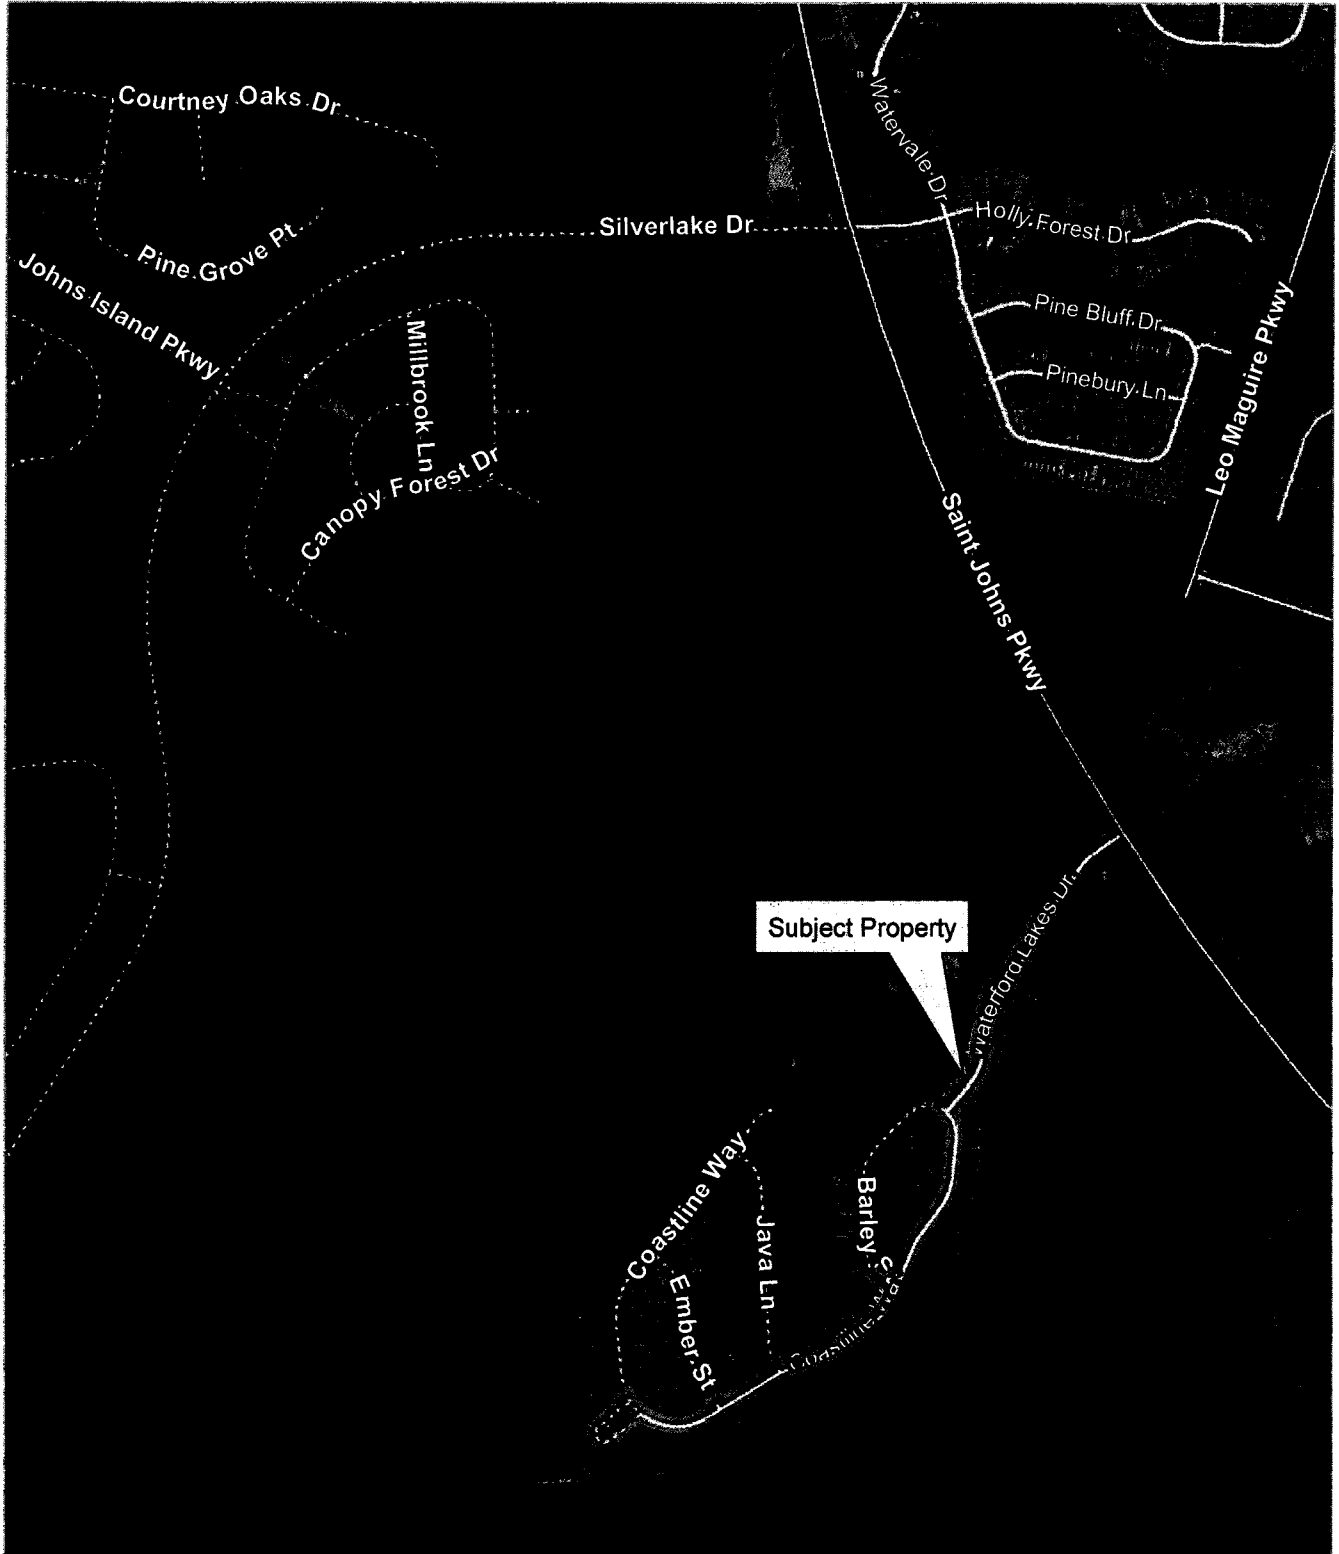 Courtney Oaks Dr
Watervale Dr
Holly Forest Dr
Silverlake Dr
Pine Grove Pt
Johns Island Pkwy
Pine Bluff Dr
Millbrook Ln
Leo Maguire Pkwy
Pinebury Ln
Canopy Forest Dr
Saint Johns Pkwy
Subject Property
Waterford Lakes Dr
Coastline Way
Barley S
Java Ln
Ember St
Coastline Wa